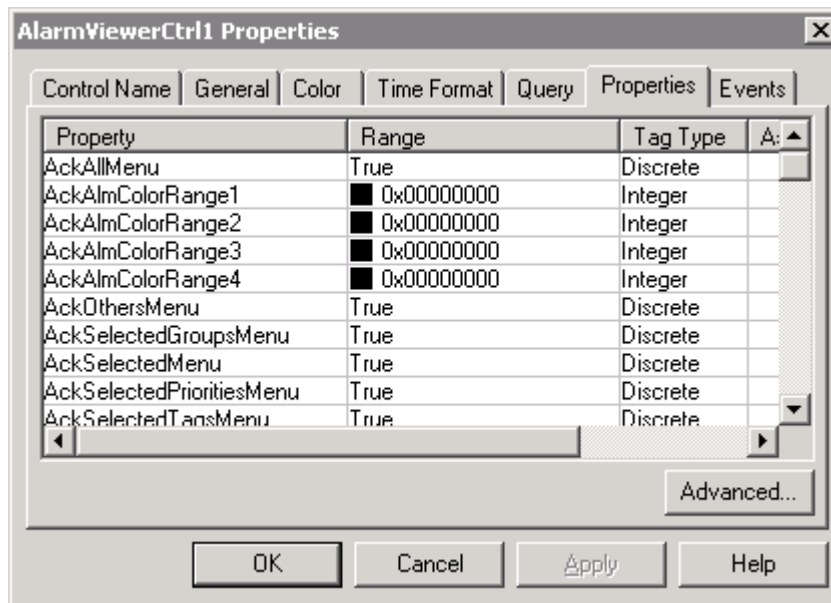 AlarmViewerCtrl1 Properties
Control Name General Color Time Format Query Properties Events
Property Range Tag Type A
AckAllMenu True Discrete
AckAlmColorRange1 0x00000000 Integer
AckAlmColorRange2 0x00000000 Integer
AckAlmColorRange3 0x00000000 Integer
AckAlmColorRange4 0x00000000 Integer
AckOthersMenu True Discrete
AckSelectedGroupsMenu True Discrete
AckSelectedMenu True Discrete
AckSelectedPrioritiesMenu True Discrete
AckSelectedTagsMenu True Discrete
Advanced...
OK Cancel Apply Help